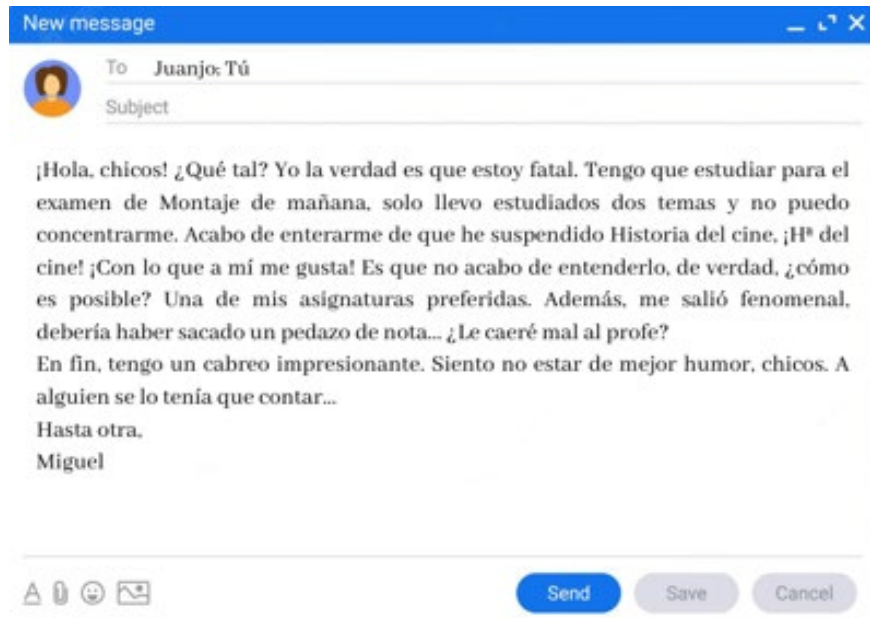 New message
To Juanjo; Tú
Subject
¡Hola, chicos! ¿Qué tal? Yo la verdad es que estoy fatal. Tengo que estudiar para el
examen de Montaje de mañana, solo llevo estudiados dos temas y no puedo
concentrarme. Acabo de enterarme de que he suspendido Historia del cine, ¡Hª del
cine! ¡Con lo que a mí me gusta! Es que no acabo de entenderlo, de verdad, ¿cómo
es posible? Una de mis asignaturas preferidas. Además, me salió fenomenal,
debería haber sacado un pedazo de nota... ¿Le caeré mal al profe?
En fin, tengo un cabreo impresionante. Siento no estar de mejor humor, chicos. A
alguien se lo tenía que contar...
Hasta otra,
Miguel
Send Save Cancel